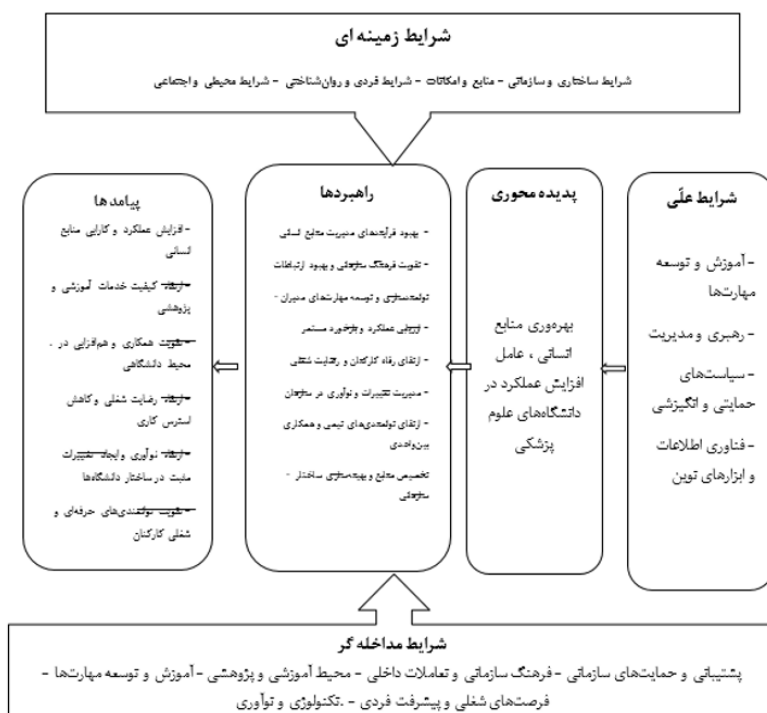 شرایط زمینه ای
شرایط ساختاری و سازمانی - منابع و امکانات - شرایط فردی و روان‌شناختی - شرایط محیطی و اجتماعی
شرایط علّی
- آموزش و توسعه
مهارت‌ها
- رهبری و مدیریت
- سیاست‌های
حمایتی و انگیزشی
- فناوری اطلاعات
و ابزارهای نوین
پدیده محوری
بهره‌وری منابع
انسانی ، عامل
افزایش عملکرد در
دانشگاه‌های علوم
پزشکی
راهبردها
- بهبود فرآیندهای مدیریت منابع انسانی
- تقویت فرهنگ سازمانی و بهبود ارتباطات
توانمندسازی و توسعه مهارت‌های مدیران -
- ارزیابی عملکرد و بازخورد مستمر
- ارتقای رفاه کارکنان و رضایت شغلی
- مدیریت تغییرات و نوآوری در سازمان
- ارتقای توانمندی‌های تیمی و همکاری
بین‌واحدی
تخصیص منابع و بهینه‌سازی ساختار -
سازمانی
پیامدها
- افزایش عملکرد و کارایی منابع
انسانی
- ارتقاء کیفیت خدمات آموزشی و
پژوهشی
- تقویت همکاری و هم‌افزایی در .
محیط دانشگاهی
- ارتقاء رضایت شغلی و کاهش
استرس کاری
- ارتقاء نوآوری و ایجاد تغییرات
مثبت در ساختار دانشگاه‌ها
- تقویت توانمندی‌های حرفه‌ای و
شغلی کارکنان
شرایط مداخله گر
پشتیبانی و حمایت‌های سازمانی - فرهنگ سازمانی و تعاملات داخلی - محیط آموزشی و پژوهشی - آموزش و توسعه مهارت‌ها -
فرصت‌های شغلی و پیشرفت فردی - .تکنولوژی و نوآوری